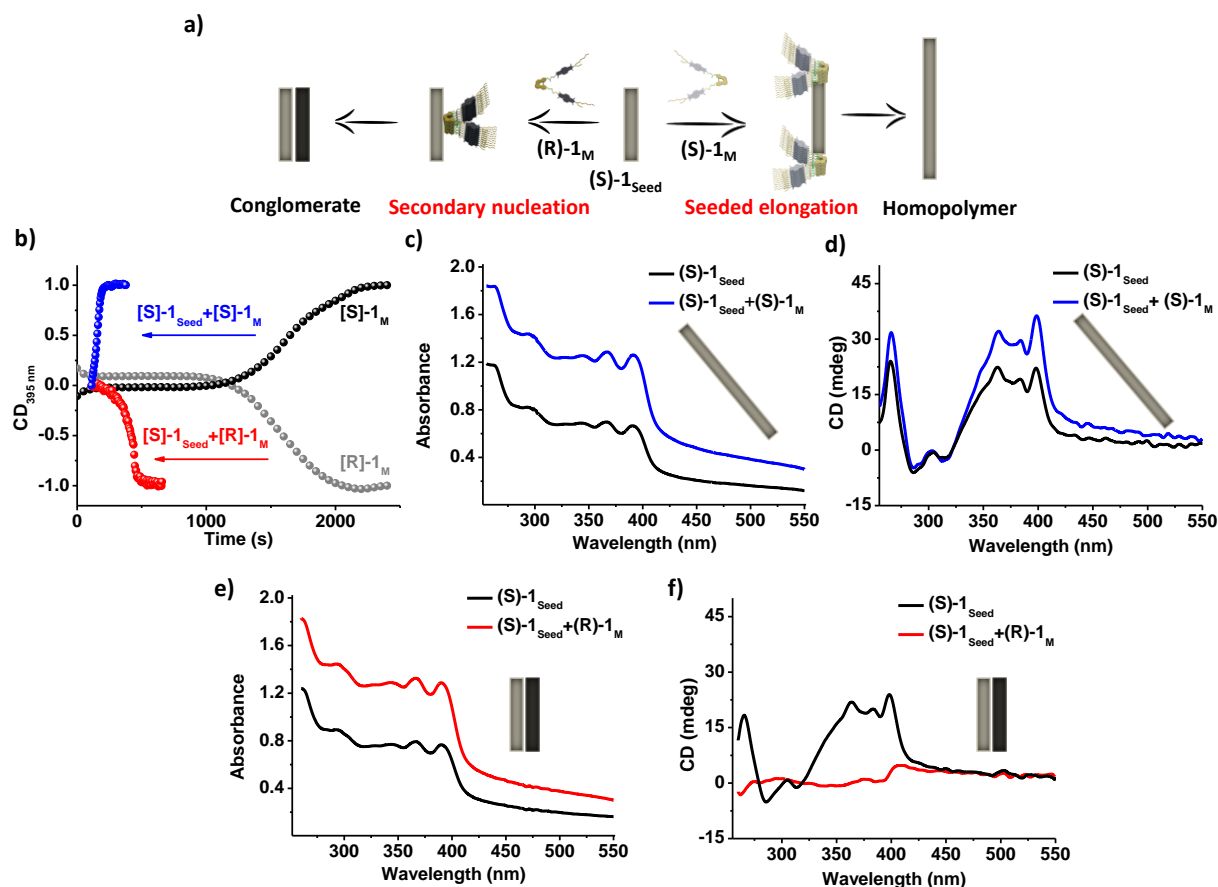 a)
(R)-1M
(S)-1M
(S)-1Seed
Conglomerate
Secondary nucleation
Seeded elongation
Homopolymer
b)
CD395 nm
1.0
0.5
0.0
-0.5
-1.0
[S]-1Seed+[S]-1M
[S]-1M
[S]-1Seed+[R]-1M
[R]-1M
0
1000
2000
Time (s)
c)
Absorbance
2.0
1.6
1.2
0.8
0.4
(S)-1Seed
(S)-1Seed+(S)-1M
300 350 400 450 500 550
Wavelength (nm)
d)
CD (mdeg)
45
30
15
0
-15
(S)-1Seed
(S)-1Seed+ (S)-1M
300 350 400 450 500 550
Wavelength (nm)
e)
Absorbance
2.0
1.6
1.2
0.8
0.4
(S)-1Seed
(S)-1Seed+(R)-1M
300 350 400 450 500 550
Wavelength (nm)
f)
CD (mdeg)
45
30
15
0
-15
(S)-1Seed
(S)-1Seed+(R)-1M
300 350 400 450 500 550
Wavelength (nm)